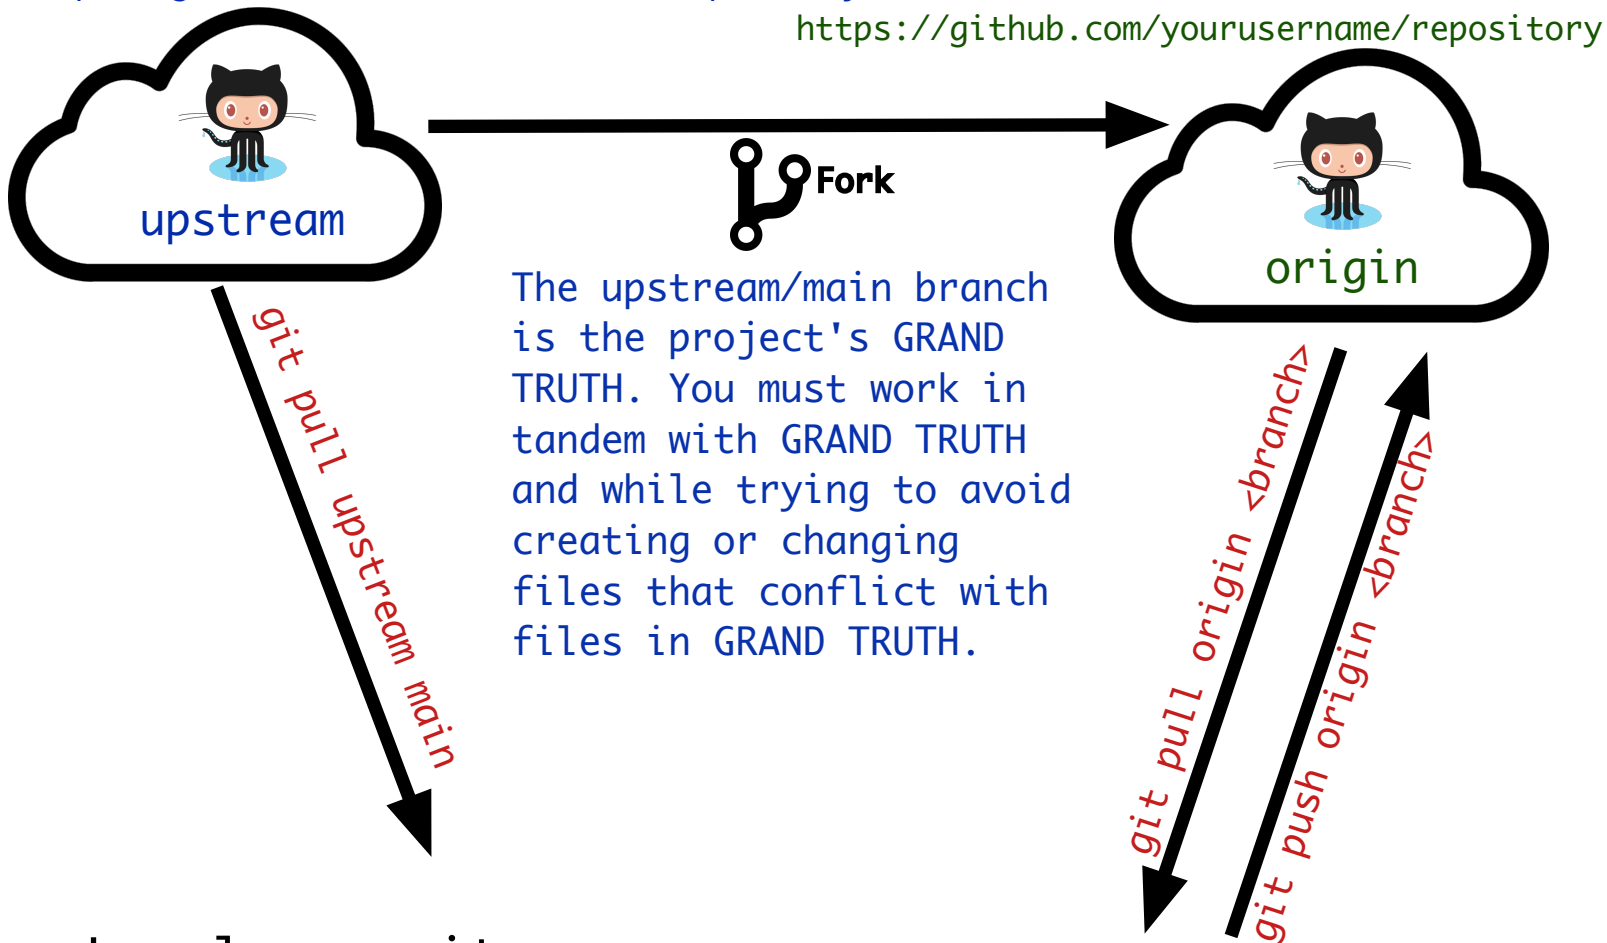 https://github.com/yourusername/repository
upstream
Fork
origin
The upstream/main branch
is the project's GRAND
TRUTH. You must work in
tandem with GRAND TRUTH
and while trying to avoid
creating or changing
files that conflict with
files in GRAND TRUTH.
git pull upstream main
git pull origin <branch>
git push origin <branch>